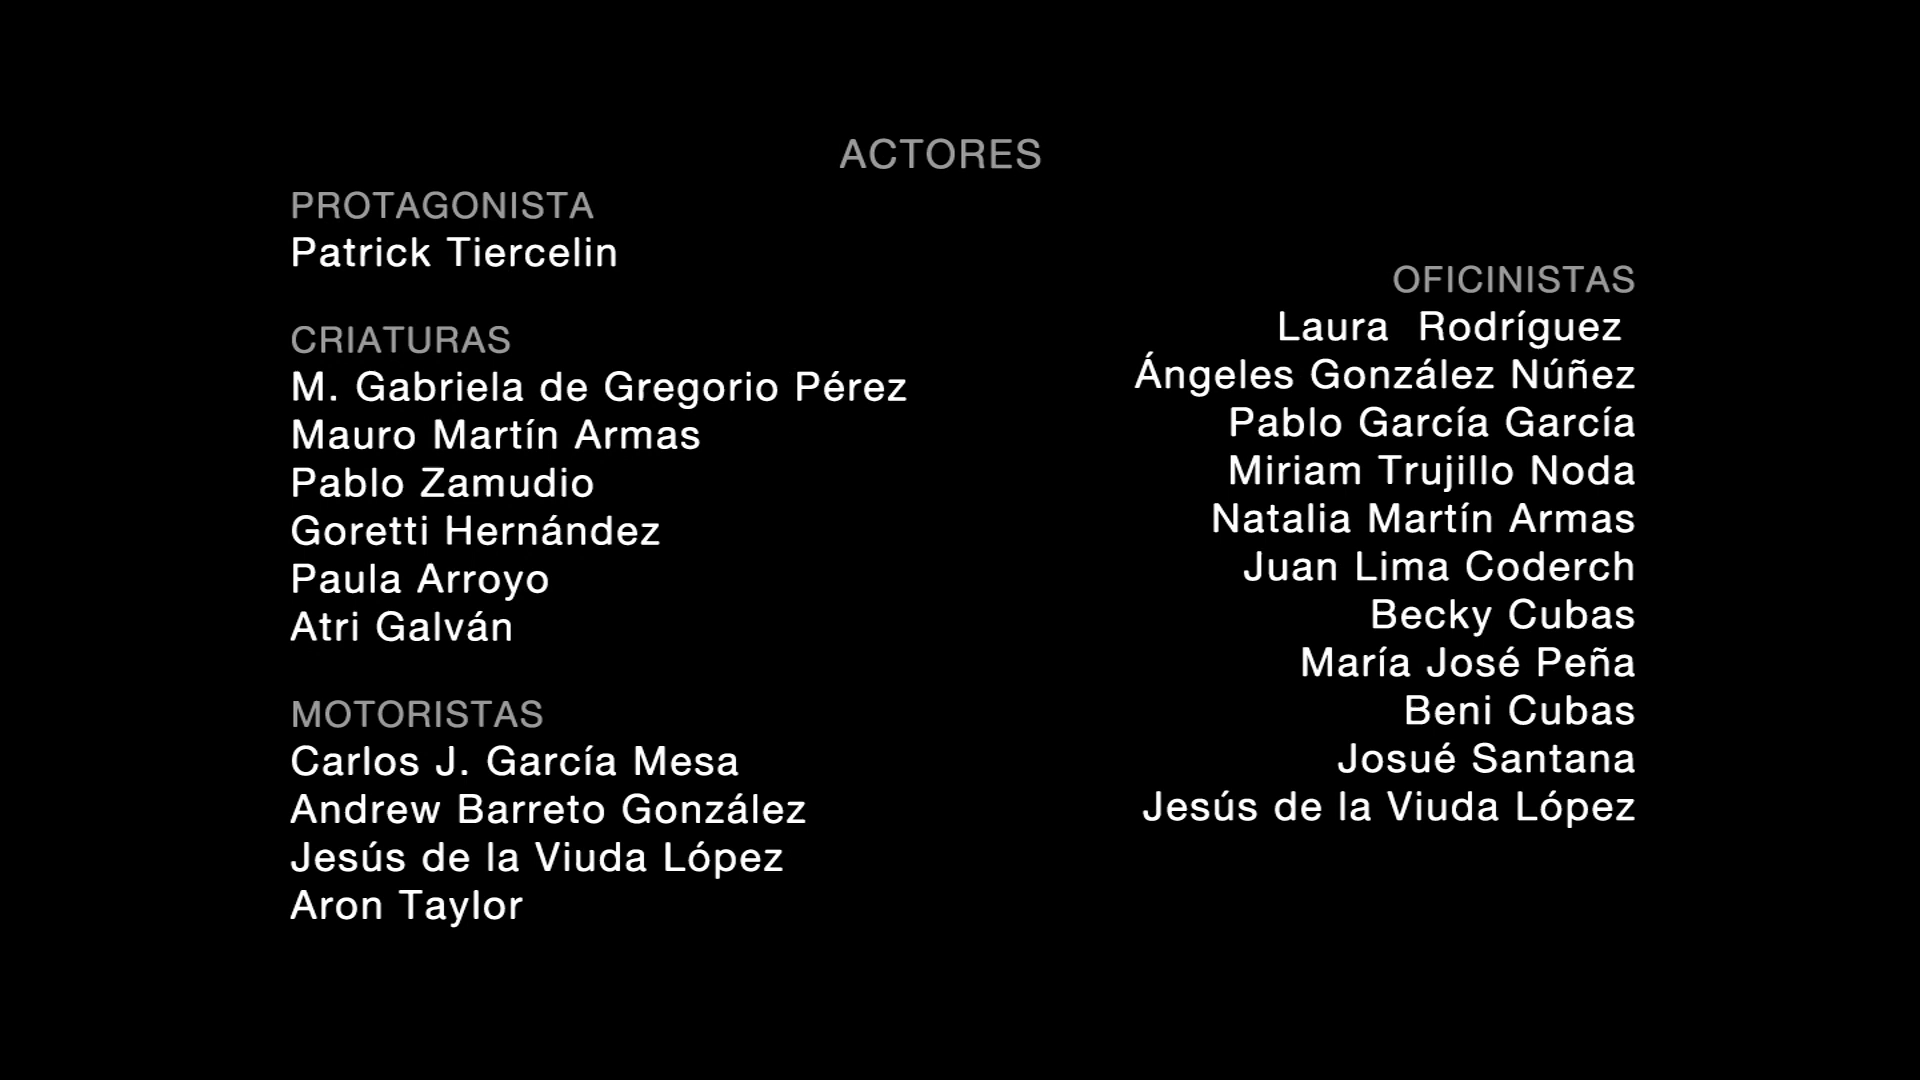 ACTORES
PROTAGONISTA
Patrick Tiercelin
CRIATURAS
M. Gabriela de Gregorio Pérez
Mauro Martín Armas
Pablo Zamudio
Goretti Hernández
Paula Arroyo
Atri Galván
MOTORISTAS
Carlos J. García Mesa
Andrew Barreto González
Jesús de la Viuda López
Aron Taylor
OFICINISTAS
Laura  Rodríguez
Ángeles González Núñez
Pablo García García
Miriam Trujillo Noda
Natalia Martín Armas
Juan Lima Coderch
Becky Cubas
María José Peña
Beni Cubas
Josué Santana
Jesús de la Viuda López